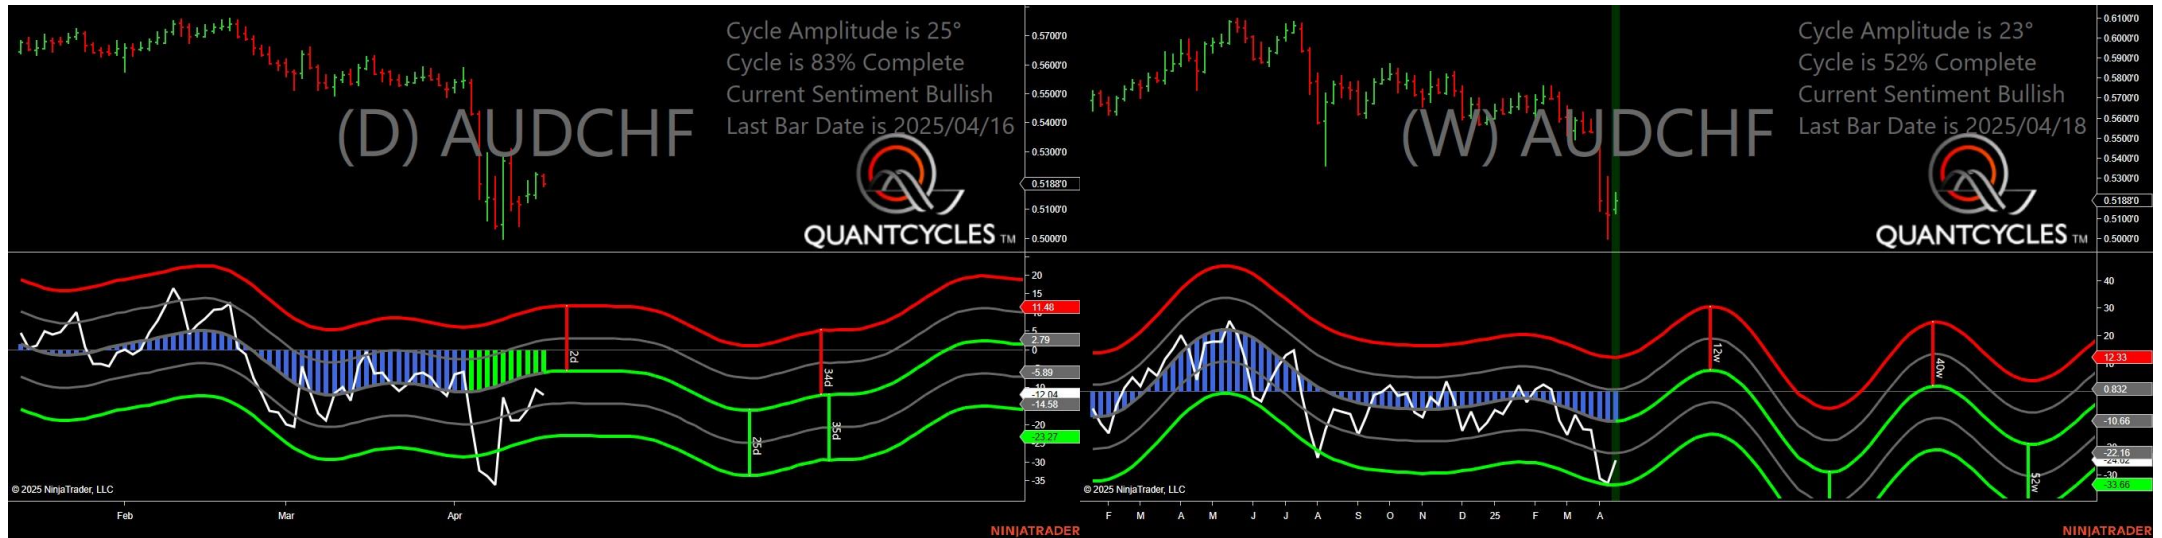 Cycle Amplitude is 25°
Cycle is 83% Complete
Current Sentiment Bullish
Last Bar Date is 2025/04/16
(D) AUDCHF
QUANTCYCLES TM
0.5700'0
0.5600'0
0.5500'0
0.5400'0
0.5300'0
0.5188'0
0.5100'0
0.5000'0
20
15
11.48
5
2.79
0
-5.89
-12.04
-14.58
-20
-23.27
-30
-35
2d
25d
34d
35d
© 2025 NinjaTrader, LLC
Feb Mar Apr
NINJATRADER
Cycle Amplitude is 23°
Cycle is 52% Complete
Current Sentiment Bullish
Last Bar Date is 2025/04/18
(W) AUDCHF
QUANTCYCLES TM
0.6100'0
0.6000'0
0.5900'0
0.5800'0
0.5700'0
0.5600'0
0.5500'0
0.5400'0
0.5300'0
0.5188'0
0.5100'0
0.5000'0
40
30
20
12.33
10
0.832
-10.66
-22.16
-30
-33.66
12w
40w
52w
© 2025 NinjaTrader, LLC
F M A M J J A S O N D 25 F M A
NINJATRADER